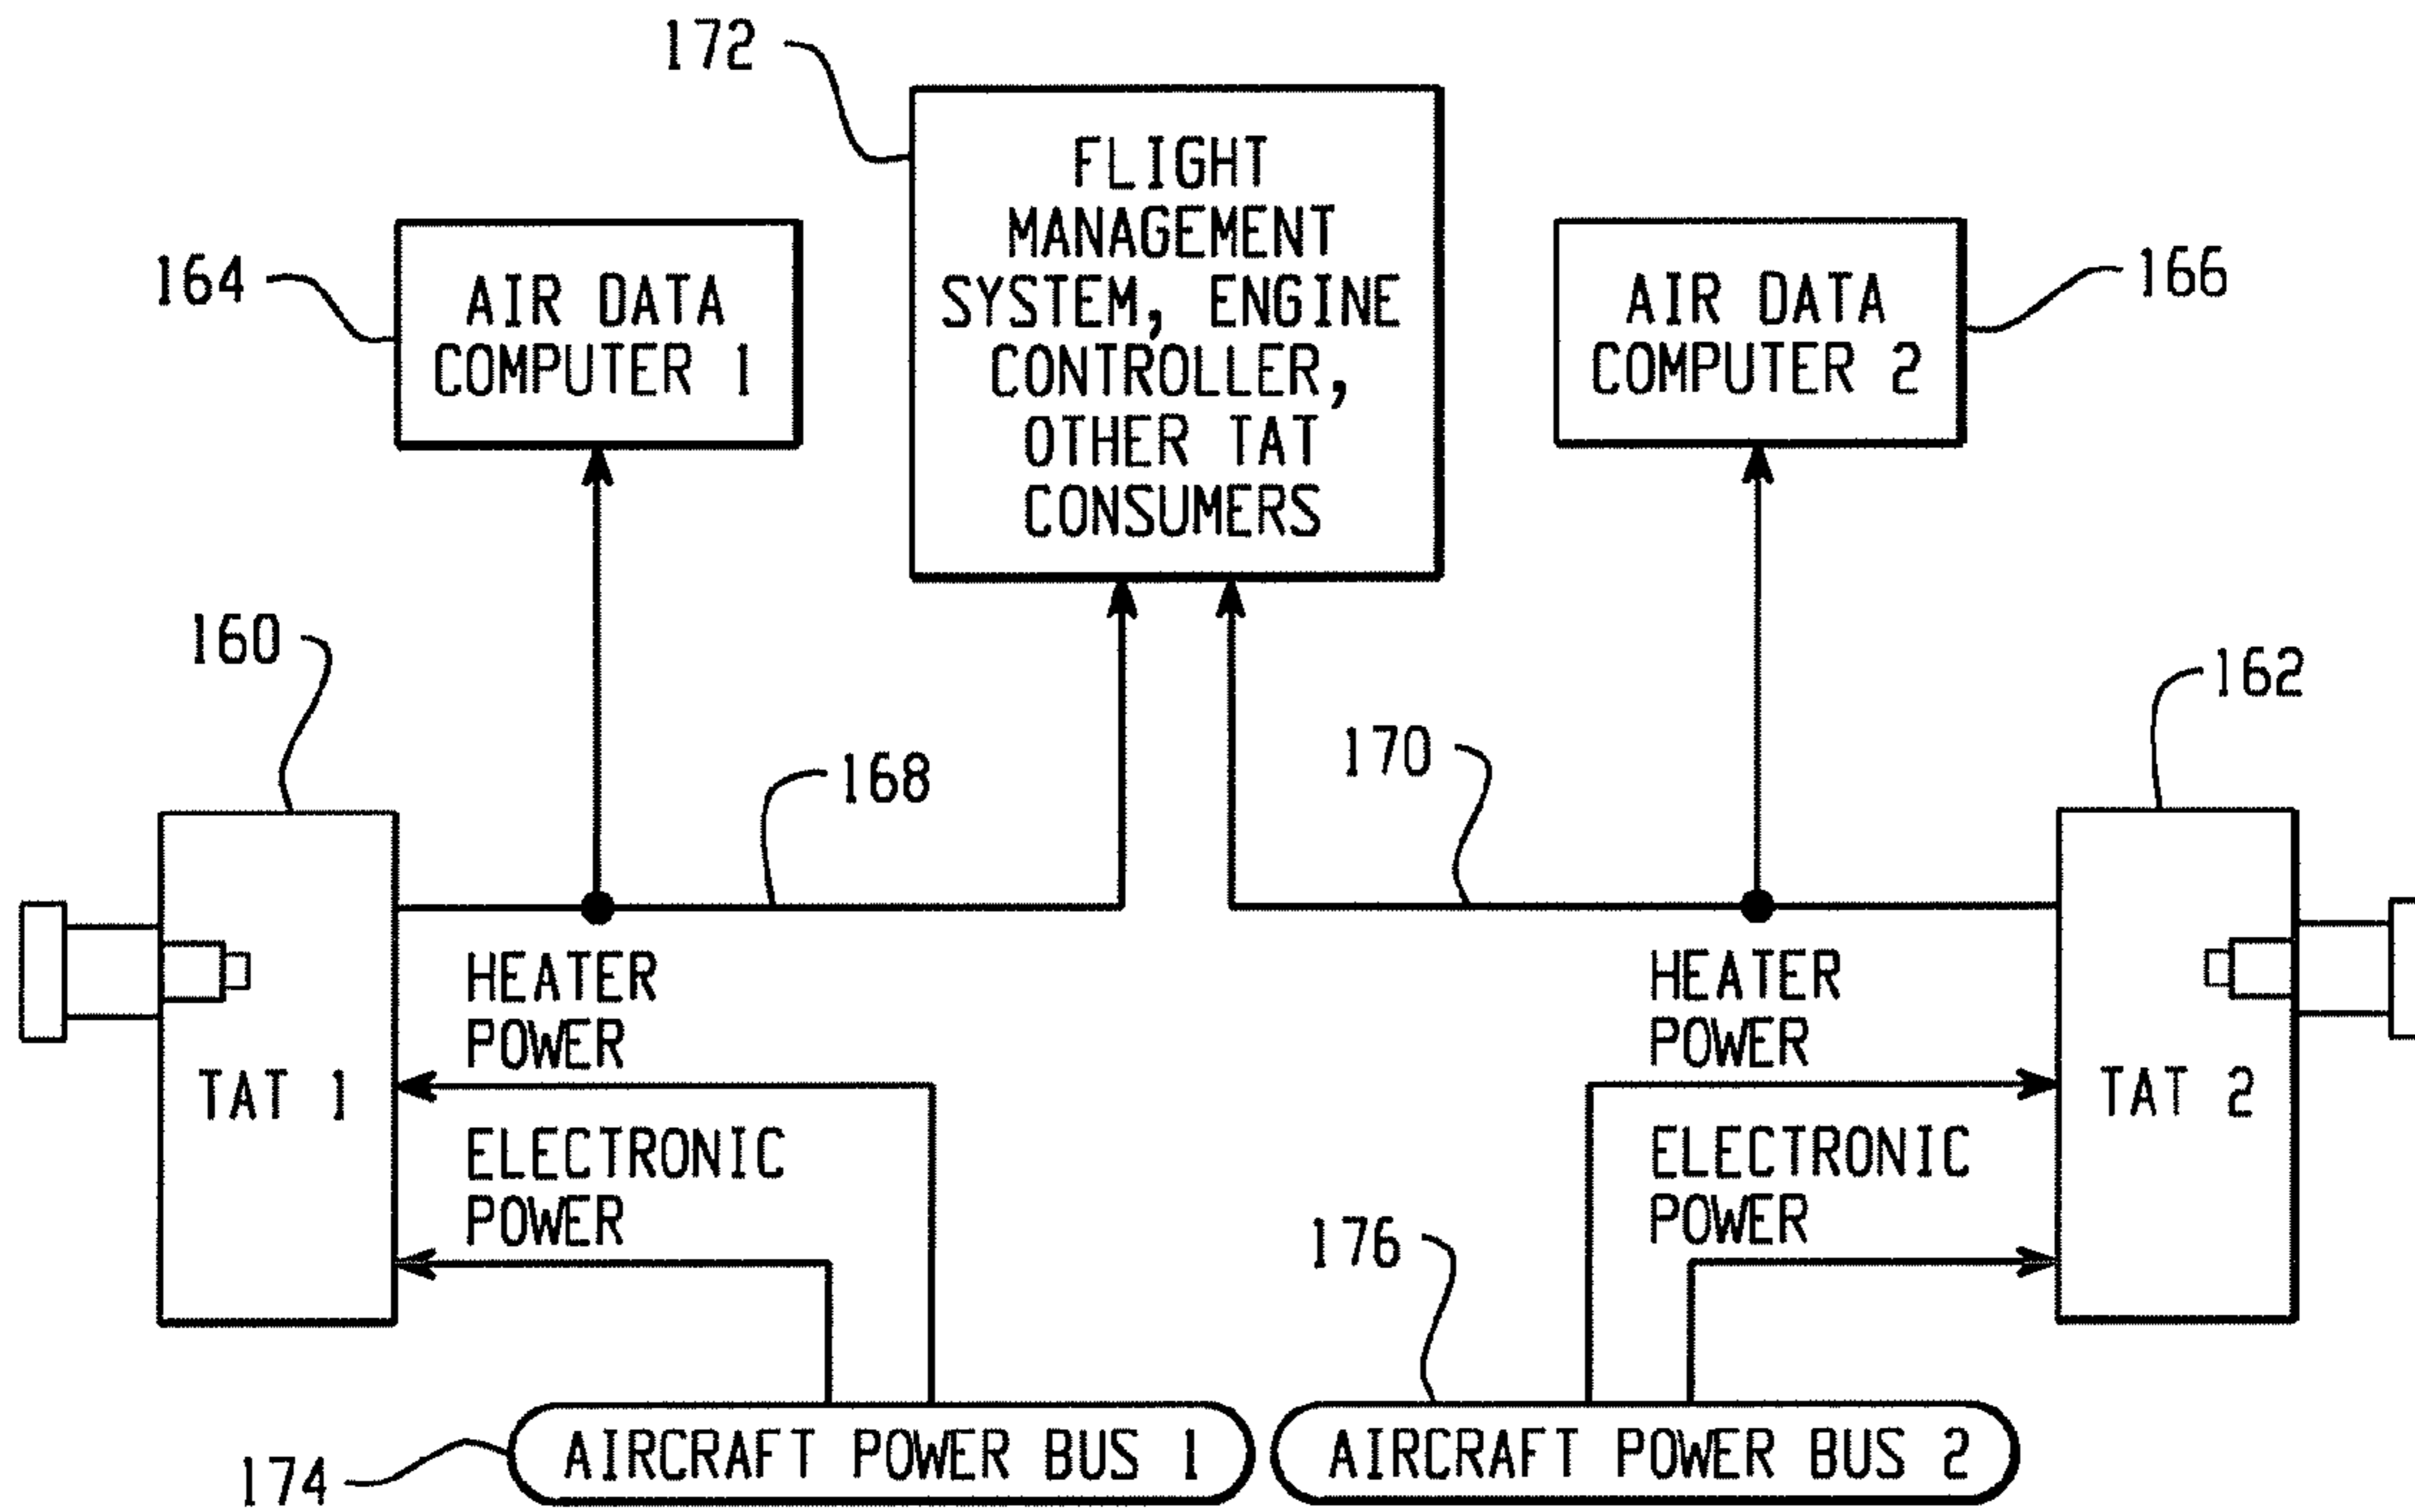 172
FLIGHT
MANAGEMENT
SYSTEM, ENGINE
CONTROLLER,
OTHER TAT
CONSUMERS
164
AIR DATA
COMPUTER 1
166
AIR DATA
COMPUTER 2
160
162
168
170
HEATER
POWER
TAT 1
ELECTRONIC
POWER
HEATER
POWER
TAT 2
ELECTRONIC
POWER
176
174
AIRCRAFT POWER BUS 1
AIRCRAFT POWER BUS 2